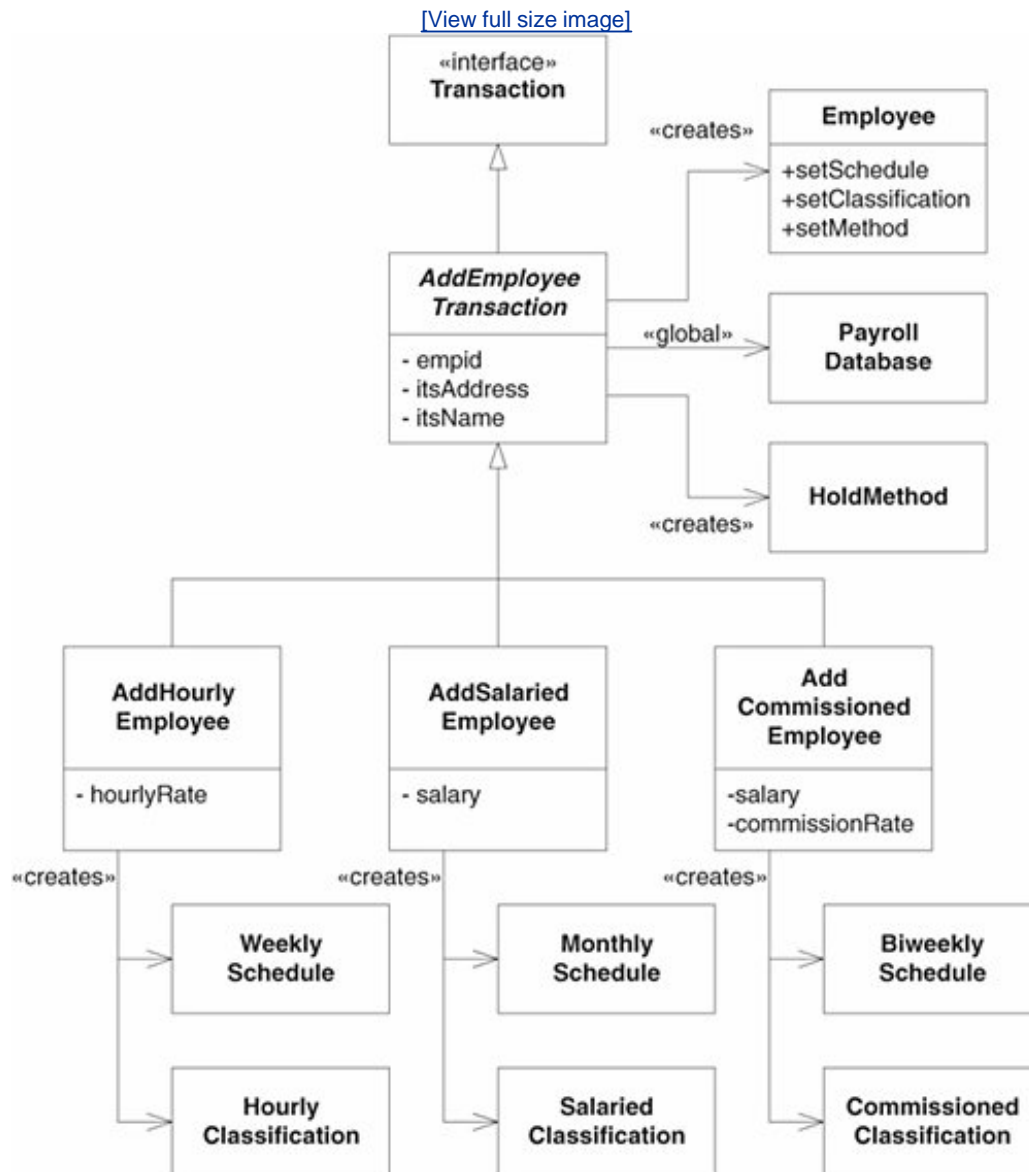 [View full size image]
«interface»
Transaction
«creates»
Employee
+setSchedule
+setClassification
+setMethod
AddEmployee
Transaction
- empid
- itsAddress
- itsName
«global»
Payroll
Database
HoldMethod
«creates»
AddHourly
Employee
- hourlyRate
AddSalaried
Employee
- salary
Add
Commissioned
Employee
-salary
-commissionRate
«creates»
«creates»
«creates»
Weekly
Schedule
Monthly
Schedule
Biweekly
Schedule
Hourly
Classification
Salaried
Classification
Commissioned
Classification